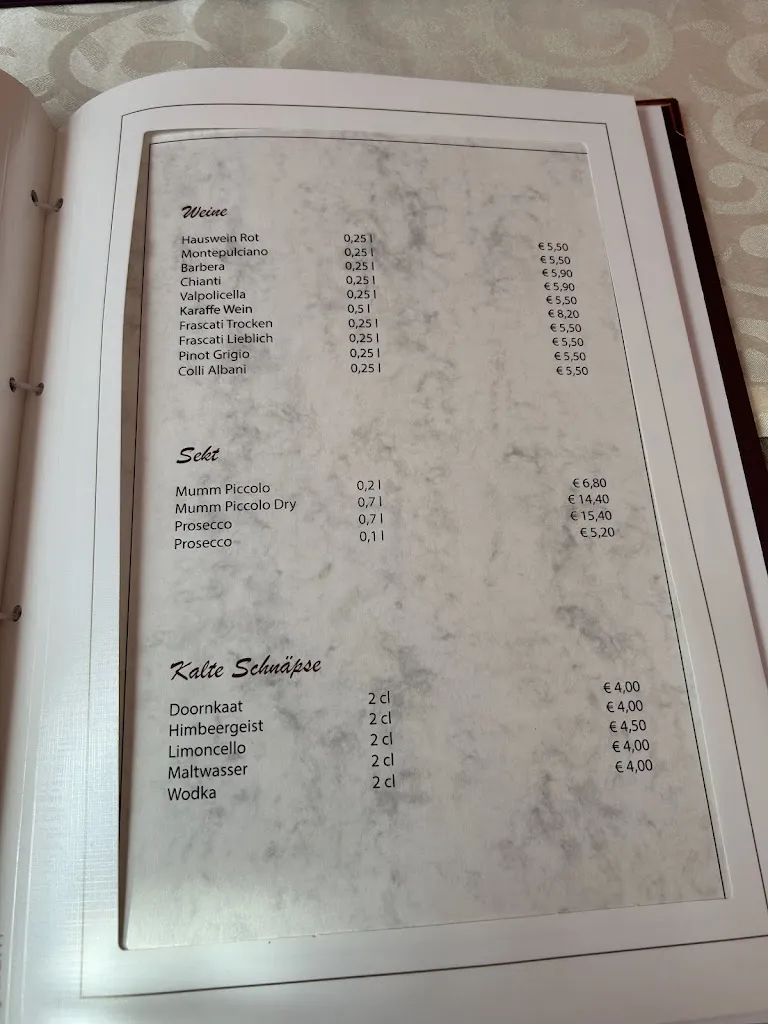 Weine
Hauswein Rot 0,25 l € 5,50
Montepulciano 0,25 l € 5,50
Barbera 0,25 l € 5,90
Chianti 0,25 l € 5,90
Valpolicella 0,25 l € 5,50
Karaffe Wein 0,5 l € 8,20
Frascati Trocken 0,25 l € 5,50
Frascati Lieblich 0,25 l € 5,50
Pinot Grigio 0,25 l € 5,50
Colli Albani 0,25 l € 5,50
Sekt
Mumm Piccolo 0,2 l € 6,80
Mumm Piccolo Dry 0,7 l € 14,40
Prosecco 0,7 l € 15,40
Prosecco 0,1 l € 5,20
Kalte Schnäpse
Doornkaat 2 cl € 4,00
Himbeergeist 2 cl € 4,00
Limoncello 2 cl € 4,50
Maltwasser 2 cl € 4,00
Wodka 2 cl € 4,00